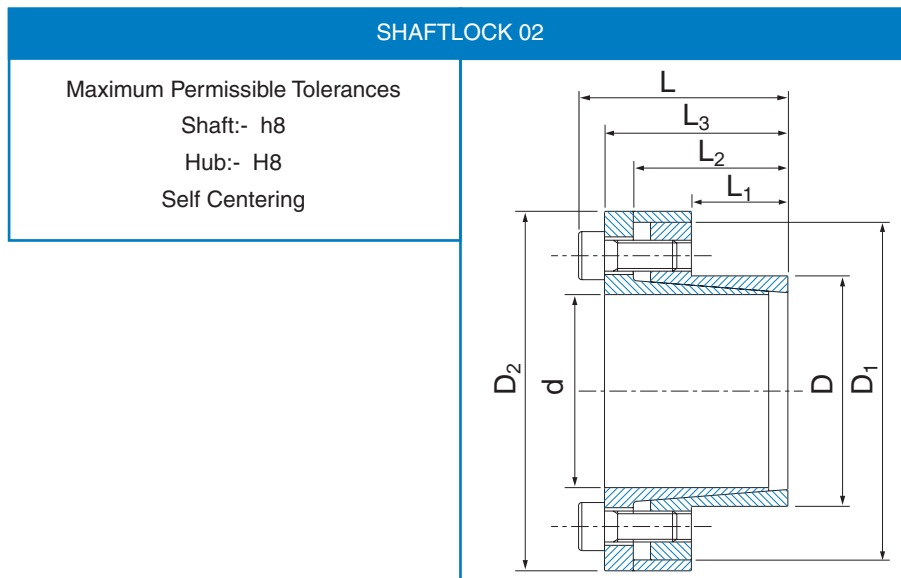 SHAFTLOCK 02
Maximum Permissible Tolerances
Shaft:- h8
Hub:- H8
Self Centering
L
L₃
L₂
L₁
D₂
d
D
D₁